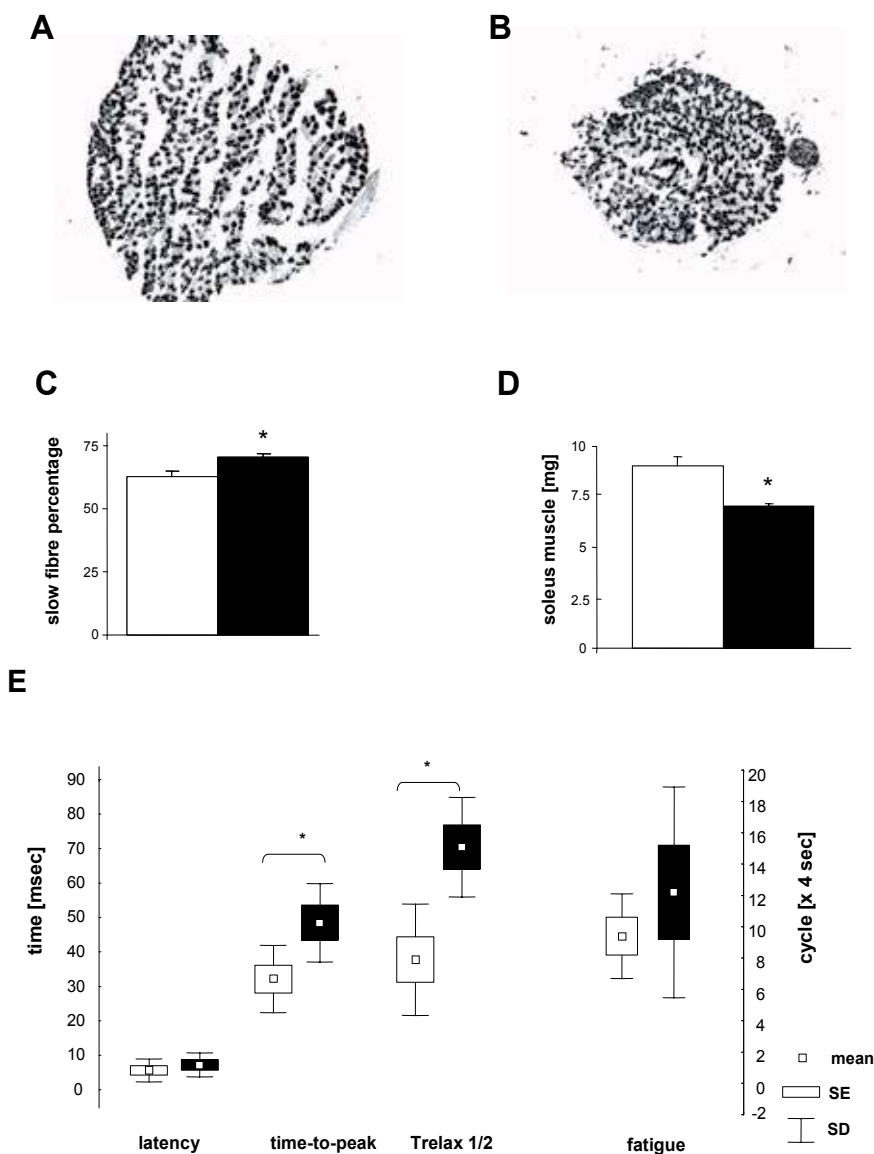 A
B
C
slow fibre percentage
75
50
25
0
*
D
soleus muscle [mg]
10
7.5
5
2.5
0
*
E
time [msec]
90
80
70
60
50
40
30
20
10
0
*
*
cycle [x 4 sec]
20
18
16
14
12
10
8
6
4
2
0
-2
mean
SE
SD
latency time-to-peak Trelax 1/2 fatigue